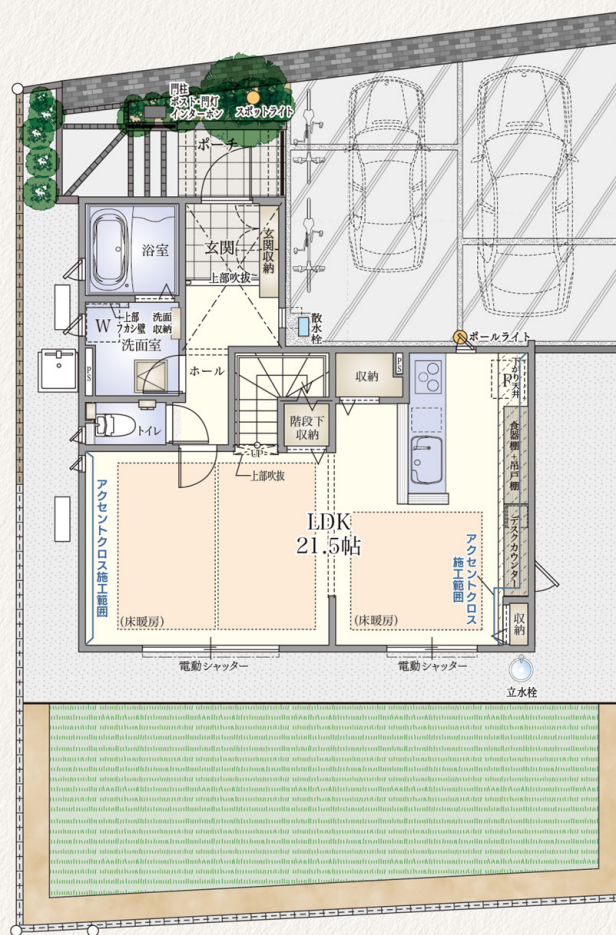 門柱
ポスト・門灯
インターホン
スポットライト
ポーチ
浴室
玄関
玄関収納
上部吹抜
W
上部
フカシ壁
洗面
収納
洗面室
散水栓
ポールライト
PS
ホール
収納
PS
下がり天井
R
トイレ
階段下
収納
UP
上部吹抜
食器棚+吊戸棚
デスクカウンター
LDK
21.5帖
アクセントクロス施工範囲
アクセントクロス
施工範囲
(床暖房)
(床暖房)
収納
電動シャッター
電動シャッター
立水栓